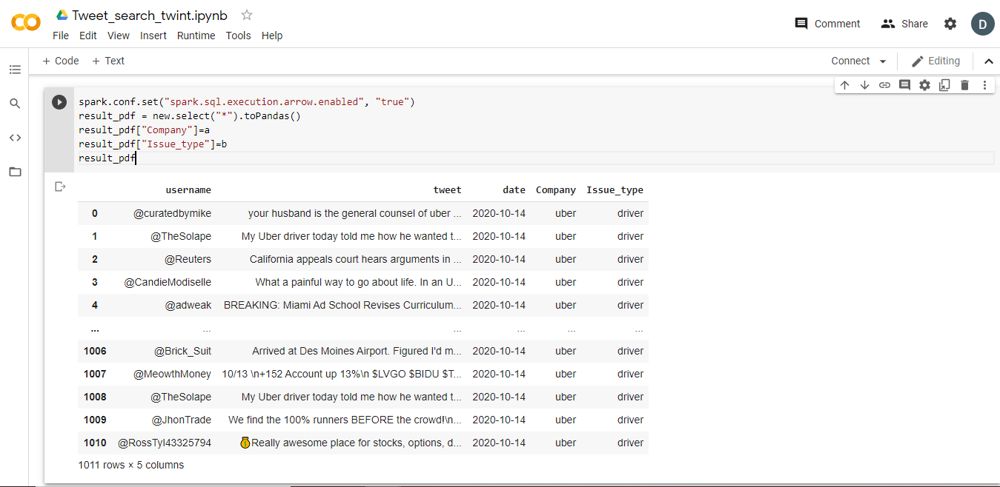 Tweet_search_twint.ipynb
File Edit View Insert Runtime Tools Help
Comment Share D
+ Code + Text
Connect Editing
spark.conf.set("spark.sql.execution.arrow.enabled", "true")
result_pdf = new.select("*").toPandas()
result_pdf["Company"]=a
result_pdf["Issue_type"]=b
result_pdf
username tweet date Company Issue_type
0 @curatedbymike your husband is the general counsel of uber ... 2020-10-14 uber driver
1 @TheSolape My Uber driver today told me how he wanted t... 2020-10-14 uber driver
2 @Reuters California appeals court hears arguments in ... 2020-10-14 uber driver
3 @CandieModiselle What a painful way to go about life. In an U... 2020-10-14 uber driver
4 @adweak BREAKING: Miami Ad School Revises Curriculum... 2020-10-14 uber driver
... ... ... ... ... ...
1006 @Brick_Suit Arrived at Des Moines Airport. Figured I'd m... 2020-10-14 uber driver
1007 @MeowthMoney 10/13 \n+152 Account up 13%\n $LVGO $BIDU $T... 2020-10-14 uber driver
1008 @TheSolape My Uber driver today told me how he wanted t... 2020-10-14 uber driver
1009 @JhonTrade We find the 100% runners BEFORE the crowd!\n... 2020-10-14 uber driver
1010 @RossTyl43325794 💰Really awesome place for stocks, options, d... 2020-10-14 uber driver
1011 rows × 5 columns